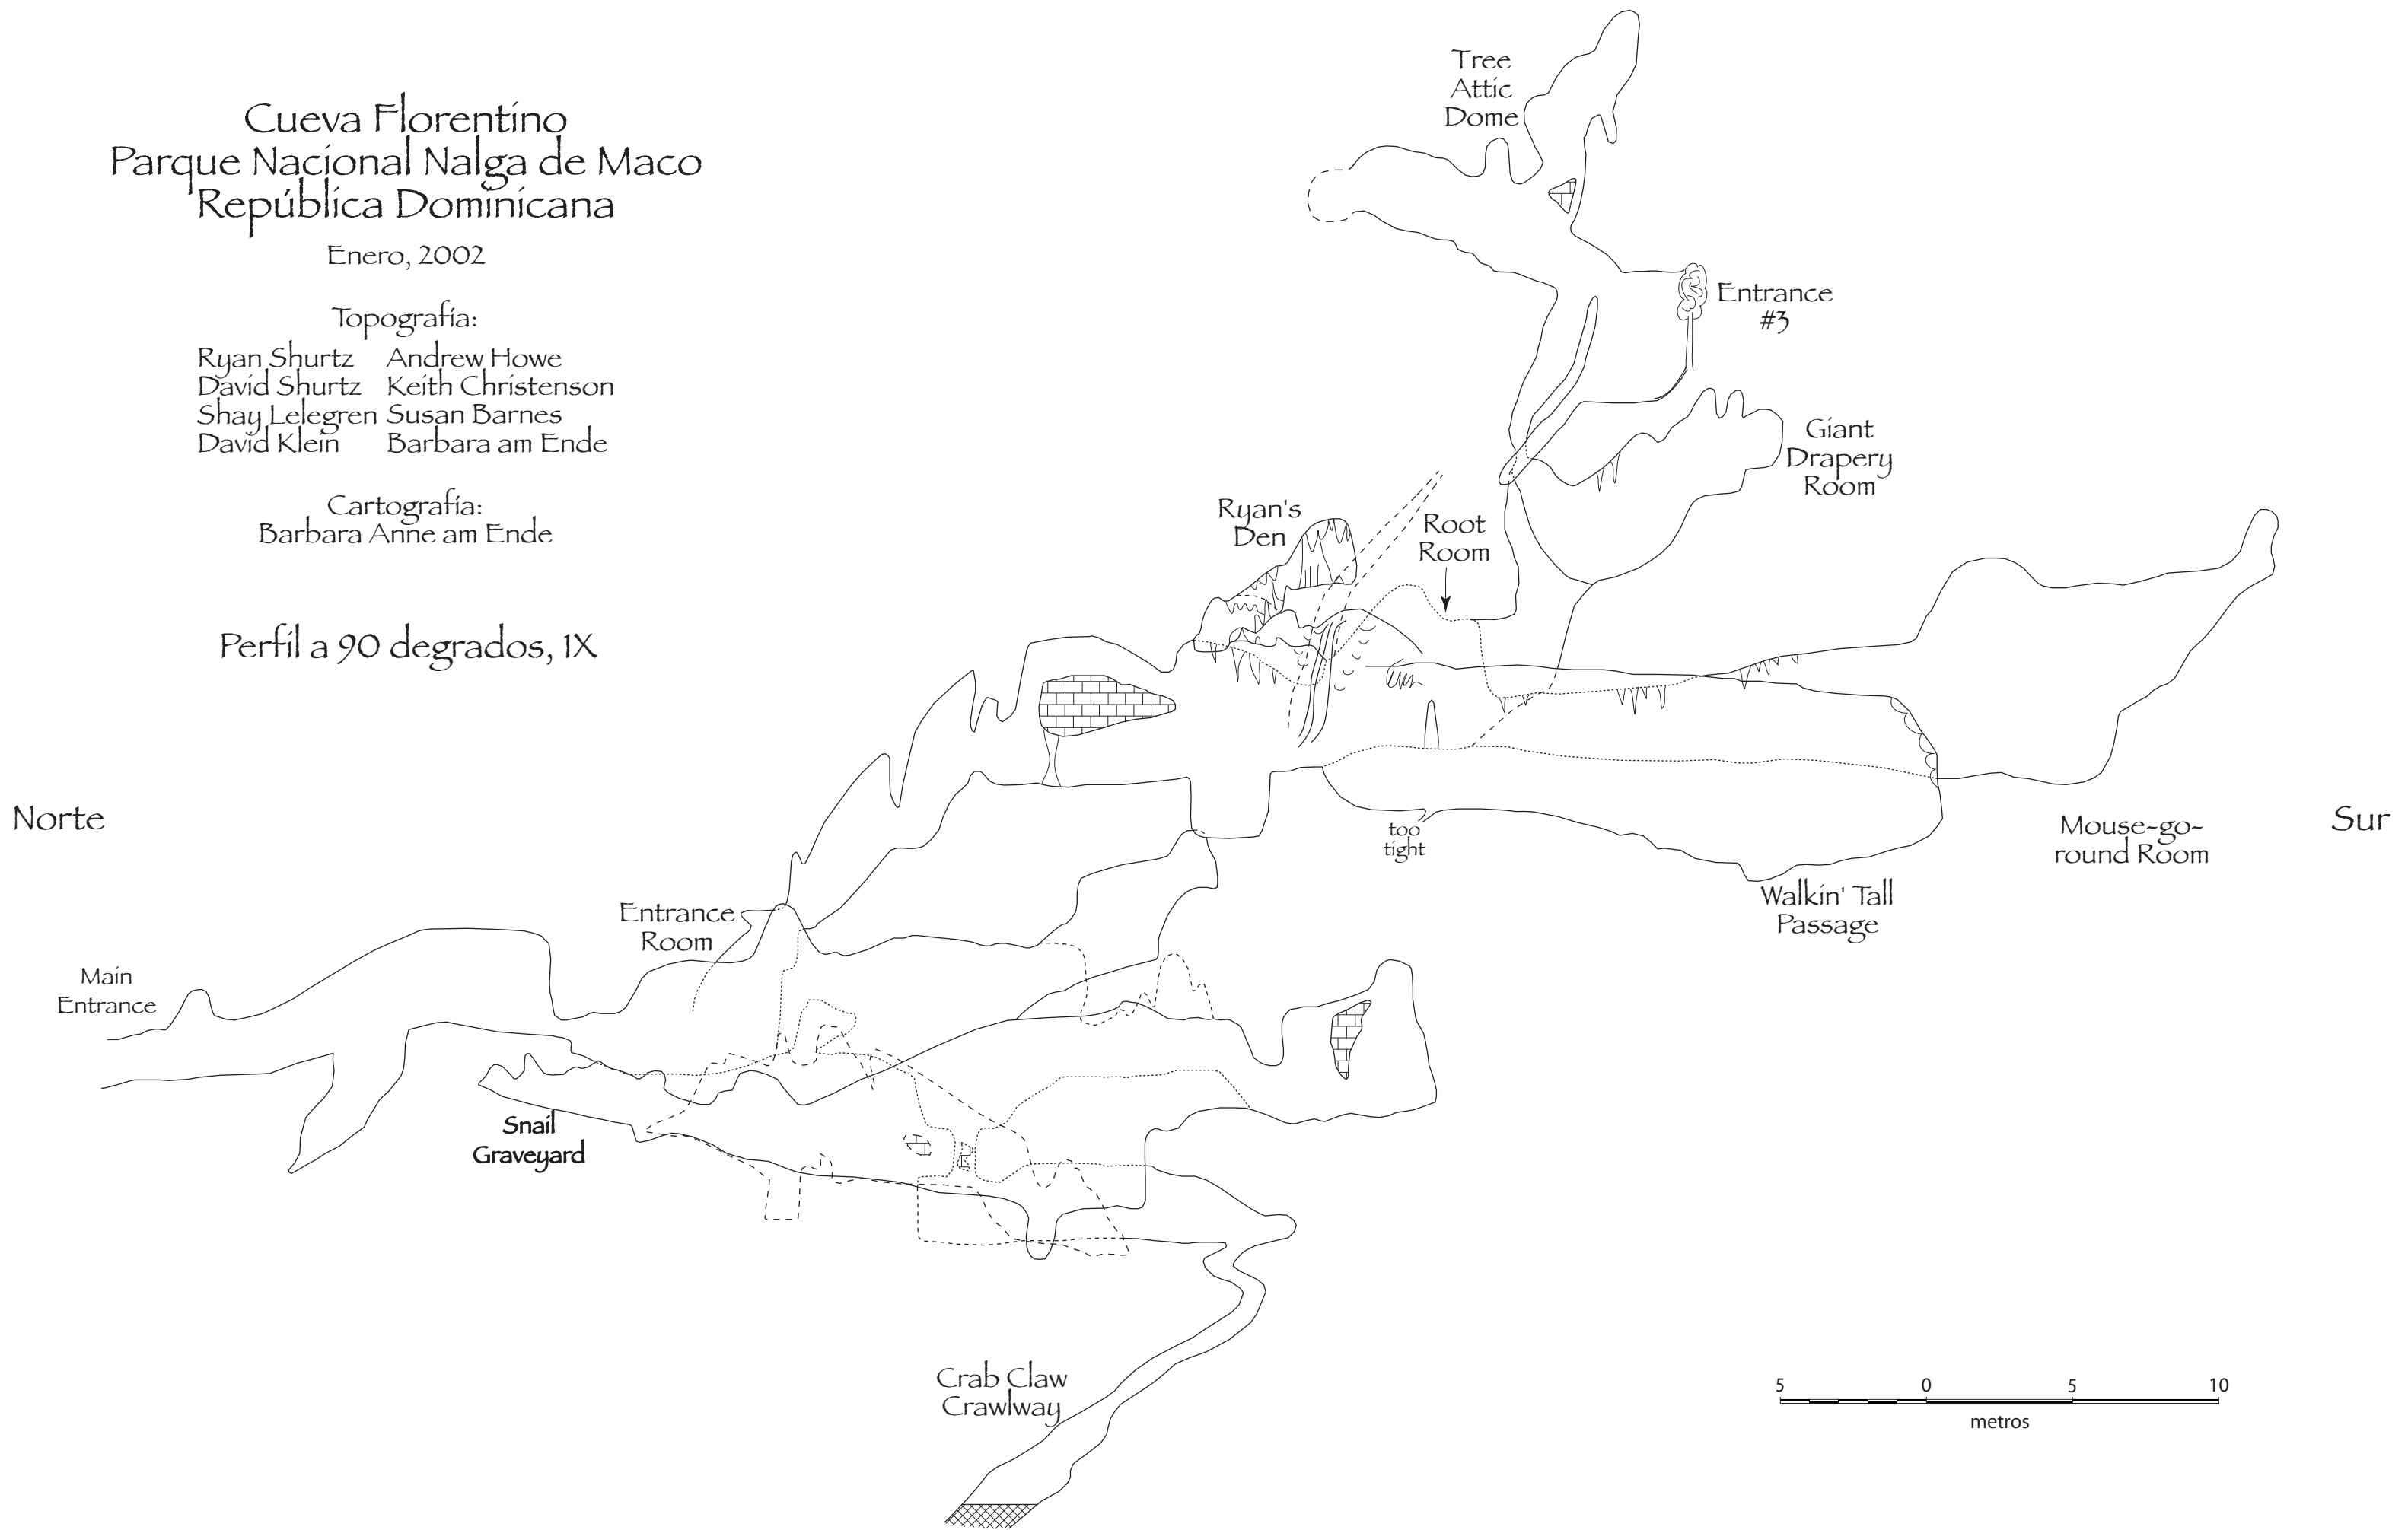 Cueva Florentino
Parque Nacional Nalga de Maco
República Dominicana
Enero, 2002
Topografía:
Ryan Shurtz Andrew Howe
David Shurtz Keith Christenson
Shay Lelegren Susan Barnes
David Klein Barbara am Ende
Cartografía:
Barbara Anne am Ende
Perfil a 90 degrados, 1X
Tree
Attic
Dome
Entrance
#3
Giant
Drapery
Room
Ryan's
Den
Root
Room
Norte
Sur
too
tight
Mouse-go-
round Room
Walkin' Tall
Passage
Entrance
Room
Main
Entrance
Snail
Graveyard
Crab Claw
Crawlway
5 0 5 10
metros